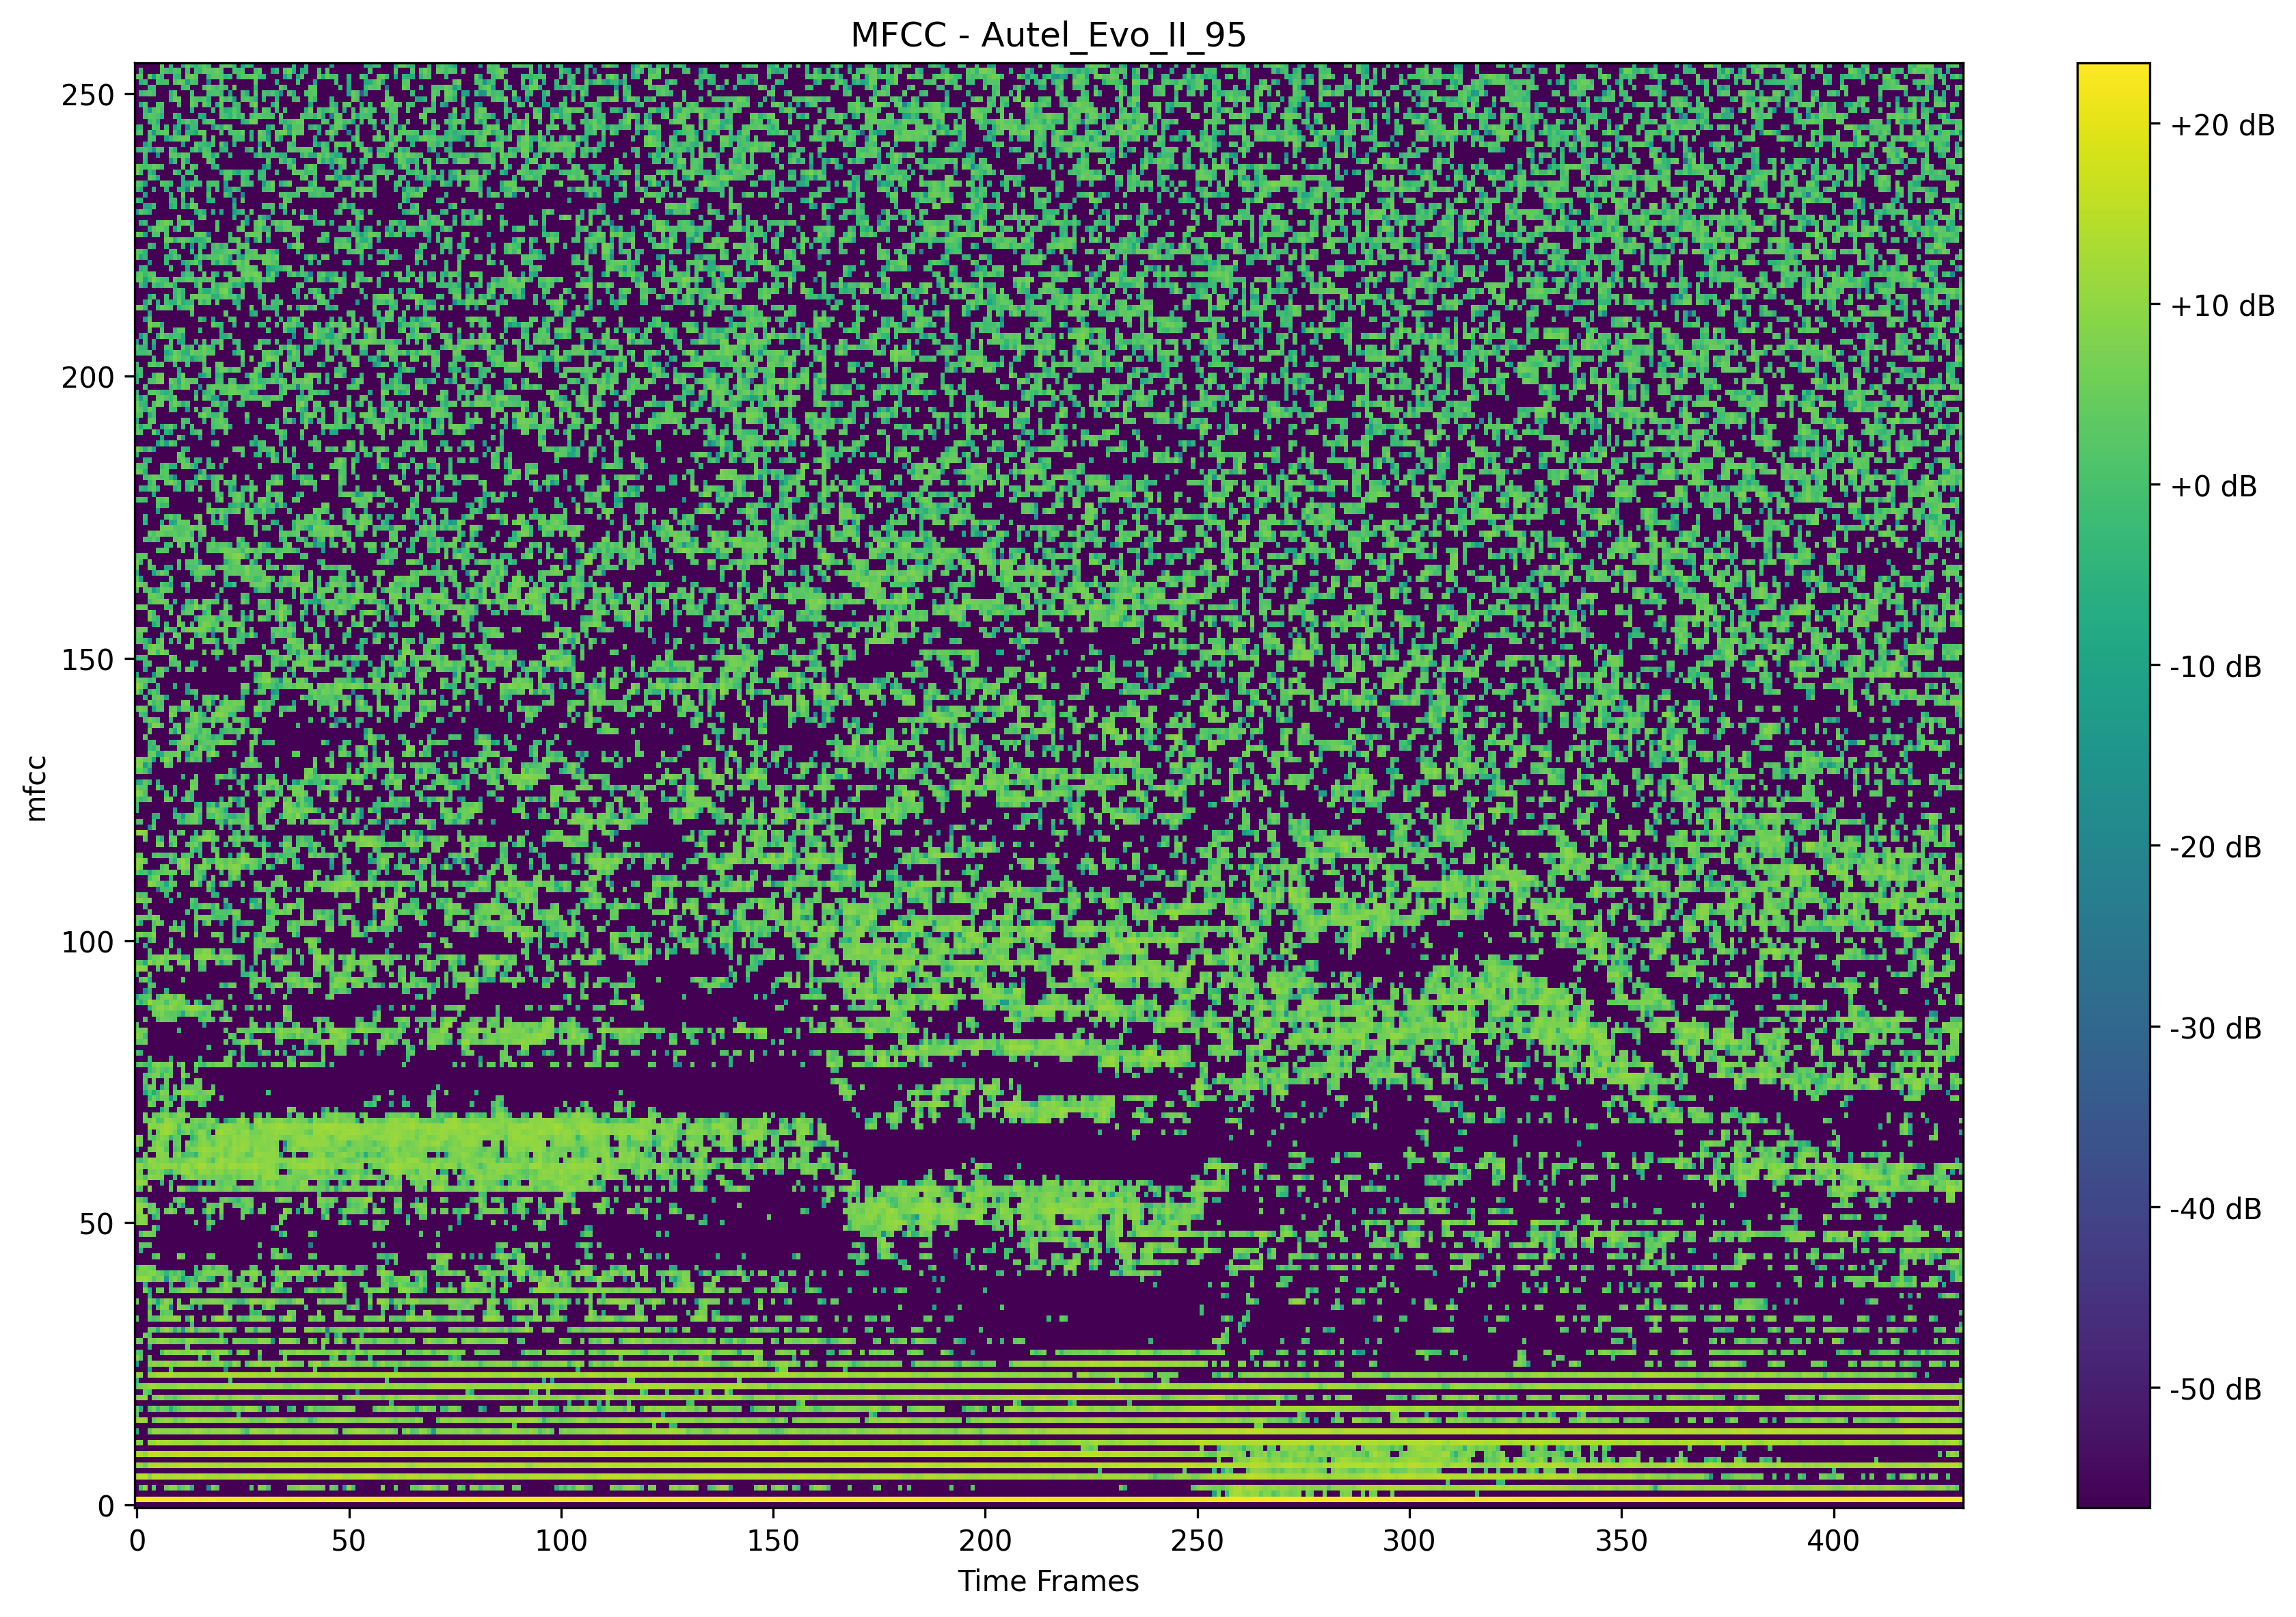 MFCC - Autel_Evo_II_95
mfcc
250
200
150
100
50
0
0 50 100 150 200 250 300 350 400
Time Frames
+20 dB
+10 dB
+0 dB
-10 dB
-20 dB
-30 dB
-40 dB
-50 dB